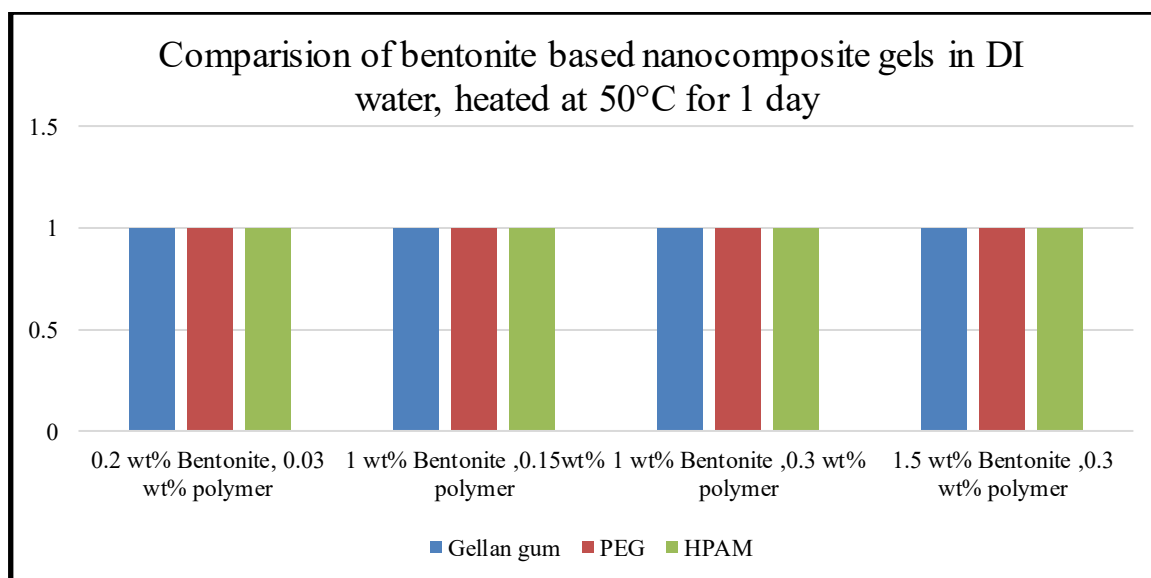 Comparision of bentonite based nanocomposite gels in DI
water, heated at 50°C for 1 day
1.5
1
0.5
0
0.2 wt% Bentonite, 0.03
wt% polymer
1 wt% Bentonite ,0.15wt%
polymer
1 wt% Bentonite ,0.3 wt%
polymer
1.5 wt% Bentonite ,0.3
wt% polymer
Gellan gum
PEG
HPAM